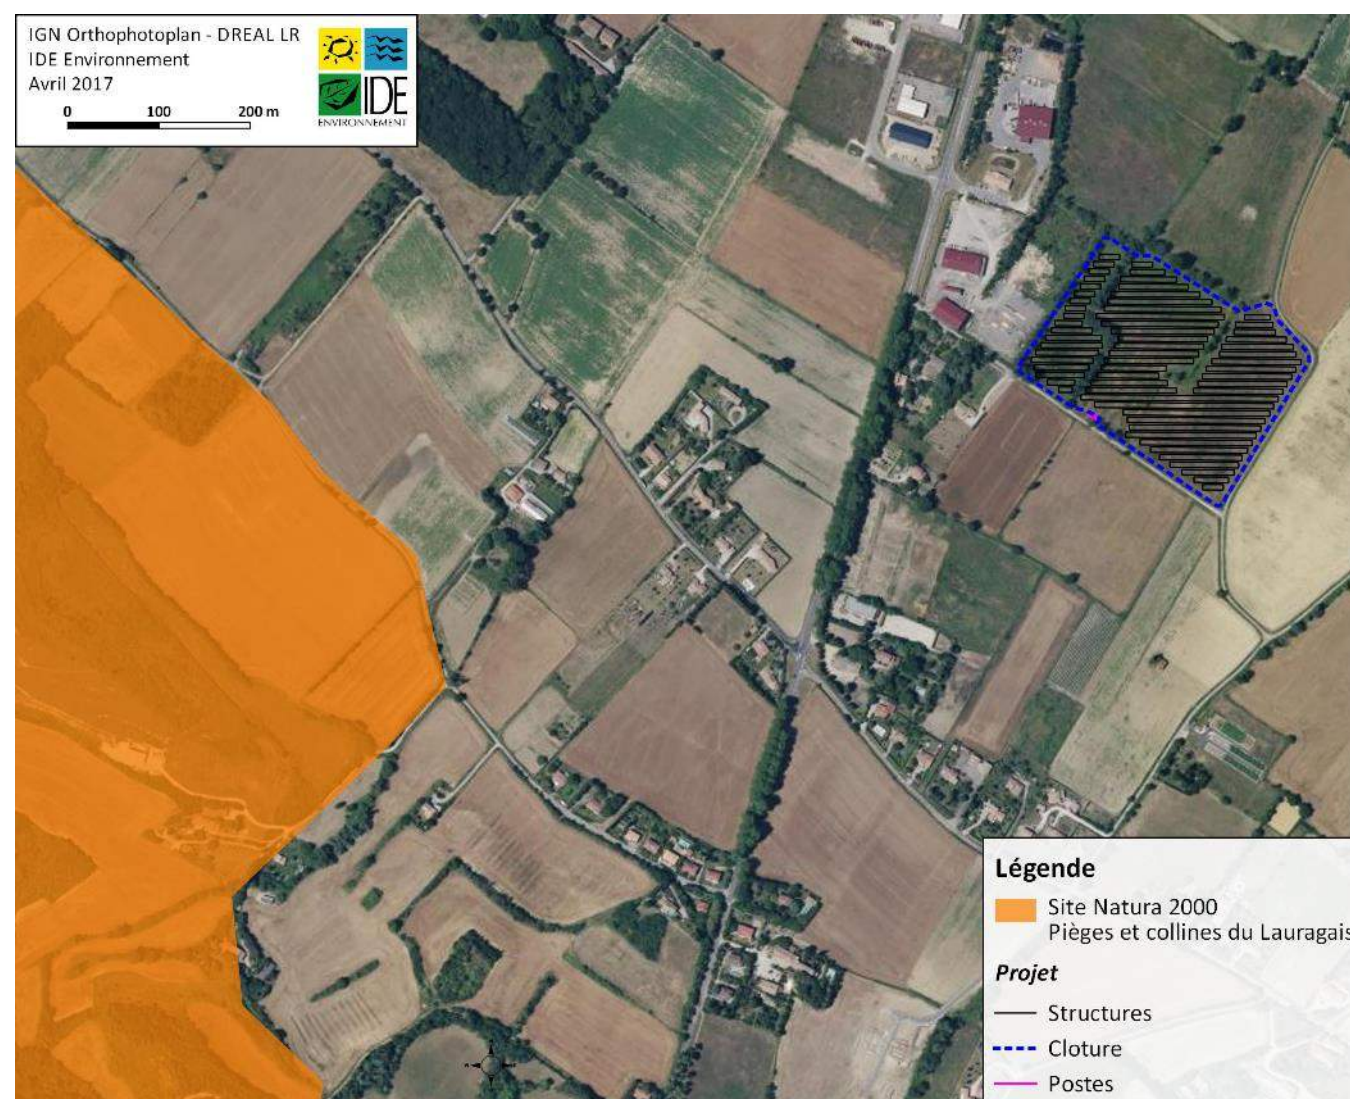 IGN Orthophotoplan - DREAL LR
IDE Environnement
Avril 2017
0 100 200 m
IDE
ENVIRONNEMENT
Légende
Site Natura 2000
Pièges et collines du Lauragais
Projet
Structures
Cloture
Postes